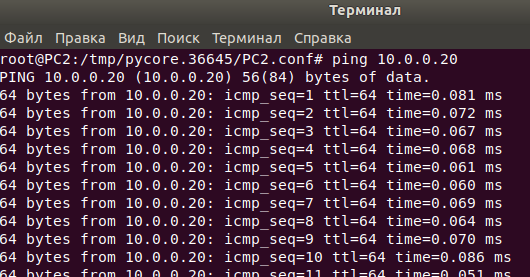 Терминал
Файл Правка Вид Поиск Терминал Справка
root@PC2:/tmp/pycore.36645/PC2.conf# ping 10.0.0.20
PING 10.0.0.20 (10.0.0.20) 56(84) bytes of data.
64 bytes from 10.0.0.20: icmp_seq=1 ttl=64 time=0.081 ms
64 bytes from 10.0.0.20: icmp_seq=2 ttl=64 time=0.072 ms
64 bytes from 10.0.0.20: icmp_seq=3 ttl=64 time=0.067 ms
64 bytes from 10.0.0.20: icmp_seq=4 ttl=64 time=0.068 ms
64 bytes from 10.0.0.20: icmp_seq=5 ttl=64 time=0.061 ms
64 bytes from 10.0.0.20: icmp_seq=6 ttl=64 time=0.060 ms
64 bytes from 10.0.0.20: icmp_seq=7 ttl=64 time=0.069 ms
64 bytes from 10.0.0.20: icmp_seq=8 ttl=64 time=0.064 ms
64 bytes from 10.0.0.20: icmp_seq=9 ttl=64 time=0.070 ms
64 bytes from 10.0.0.20: icmp_seq=10 ttl=64 time=0.086 ms
64 bytes from 10.0.0.20: icmp_seq=11 ttl=64 time=0.051 ms